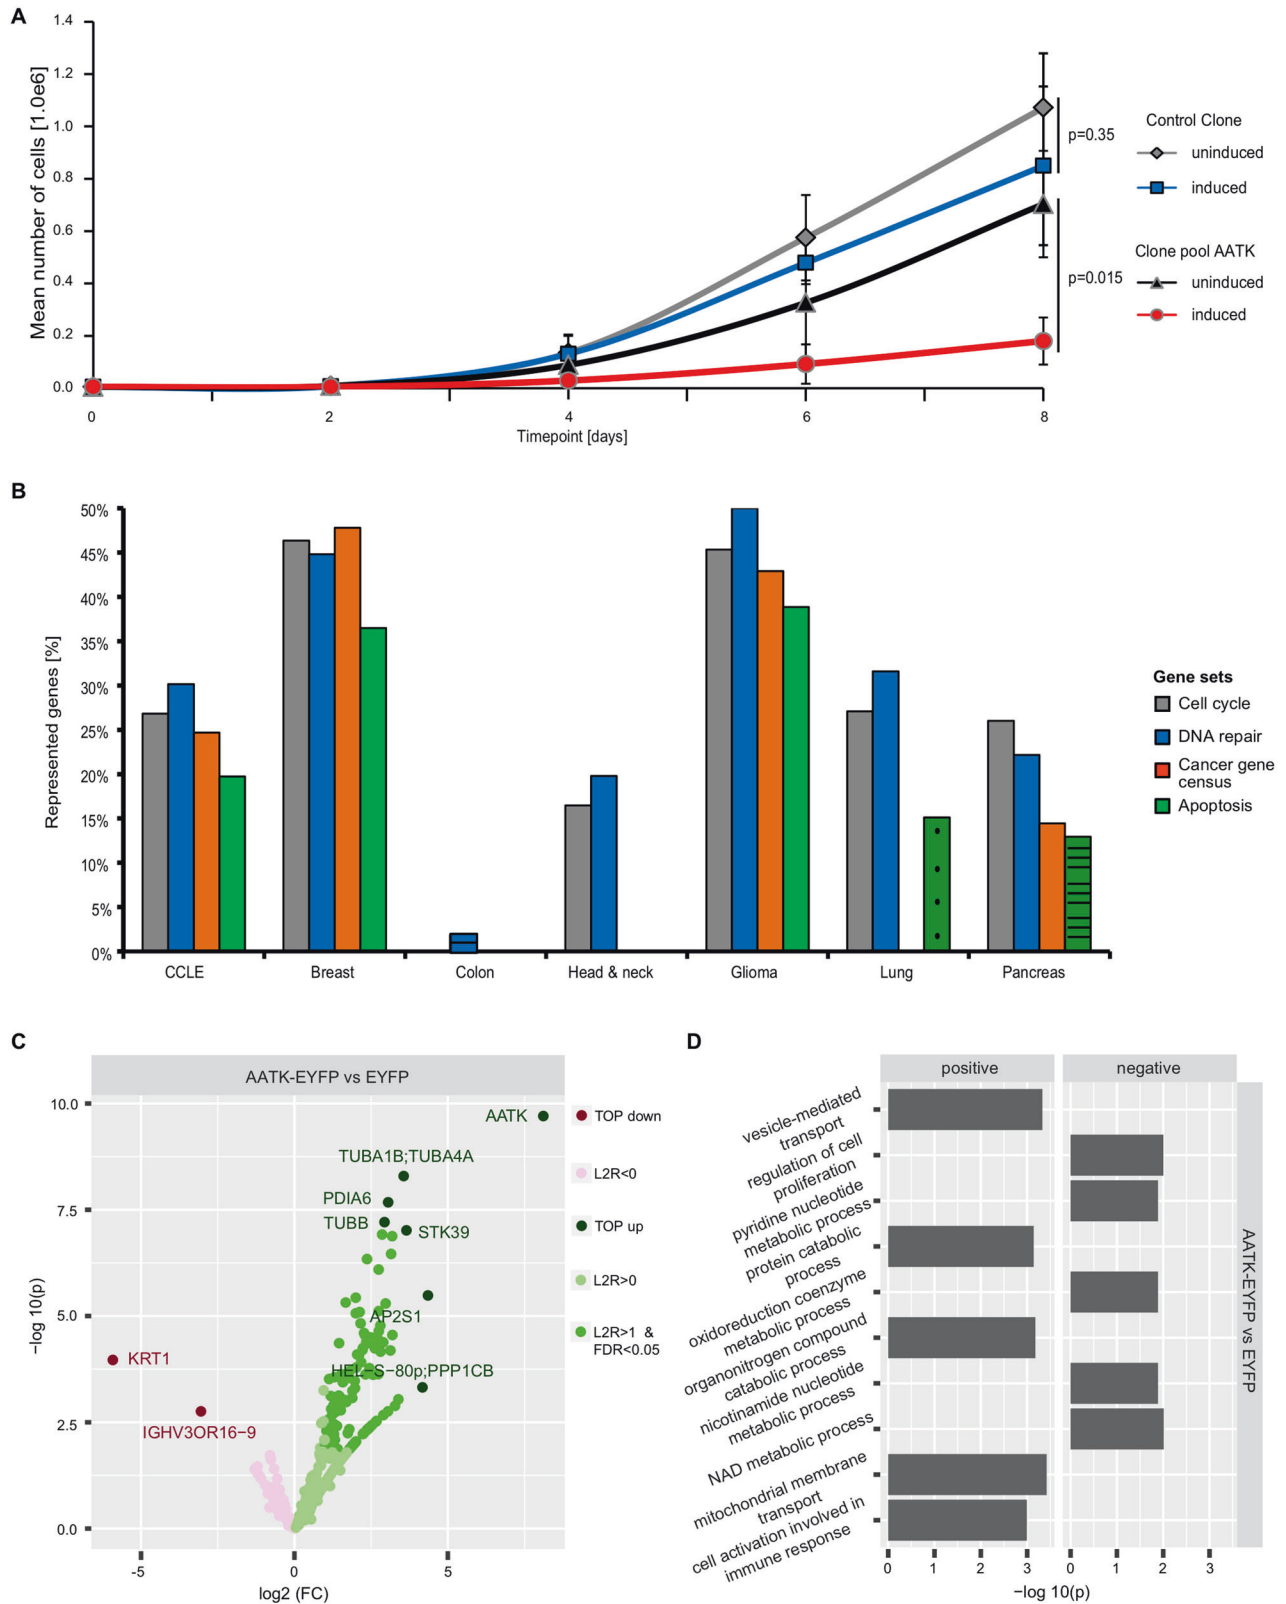 A
Mean number of cells [1.0e6]
1.4
1.2
1.0
0.8
0.6
0.4
0.2
0.0
0
2
4
6
8
Timepoint [days]
p=0.35
p=0.015
Control Clone
uninduced
induced
Clone pool AATK
uninduced
induced
B
Represented genes [%]
50%
45%
40%
35%
30%
25%
20%
15%
10%
5%
0%
CCLE
Breast
Colon
Head & neck
Glioma
Lung
Pancreas
Gene sets
Cell cycle
DNA repair
Cancer gene
census
Apoptosis
C
AATK-EYFP vs EYFP
−log 10(p)
10.0
7.5
5.0
2.5
0.0
-5
0
5
log2 (FC)
AATK
TUBA1B;TUBA4A
PDIA6
TUBB
STK39
AP2S1
HEL−S−80p;PPP1CB
KRT1
IGHV3OR16−9
TOP down
L2R<0
TOP up
L2R>0
L2R>1 &
FDR<0.05
D
positive
negative
vesicle-mediated
transport
regulation of cell
proliferation
pyridine nucleotide
metabolic process
protein catabolic
process
oxidoreduction coenzyme
metabolic process
organonitrogen compound
catabolic process
nicotinamide nucleotide
metabolic process
NAD metabolic process
mitochondrial membrane
transport
cell activation involved in
immune response
0
1
2
3
0
1
2
3
−log 10(p)
AATK-EYFP vs EYFP